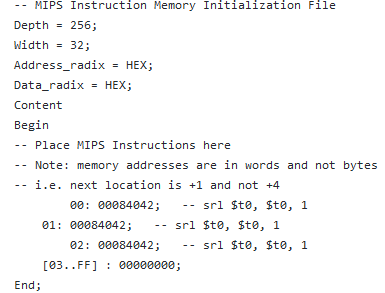 -- MIPS Instruction Memory Initialization File
Depth = 256;
Width = 32;
Address_radix = HEX;
Data_radix = HEX;
Content
Begin
-- Place MIPS Instructions here
-- Note: memory addresses are in words and not bytes
-- i.e. next location is +1 and not +4
00: 00084042; -- srl $t0, $t0, 1
01: 00084042; -- srl $t0, $t0, 1
02: 00084042; -- srl $t0, $t0, 1
[03..FF] : 00000000;
End;